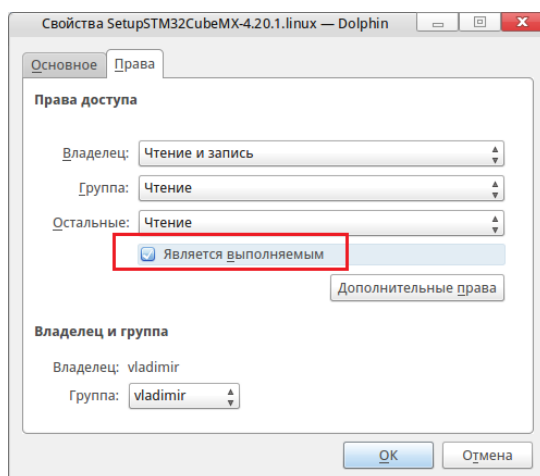 Свойства SetupSTM32CubeMX-4.20.1.linux — Dolphin
Основное Права
Права доступа
Владелец: Чтение и запись
Группа: Чтение
Остальные: Чтение
Является выполняемым
Дополнительные права
Владелец и группа
Владелец: vladimir
Группа: vladimir
OK Отмена